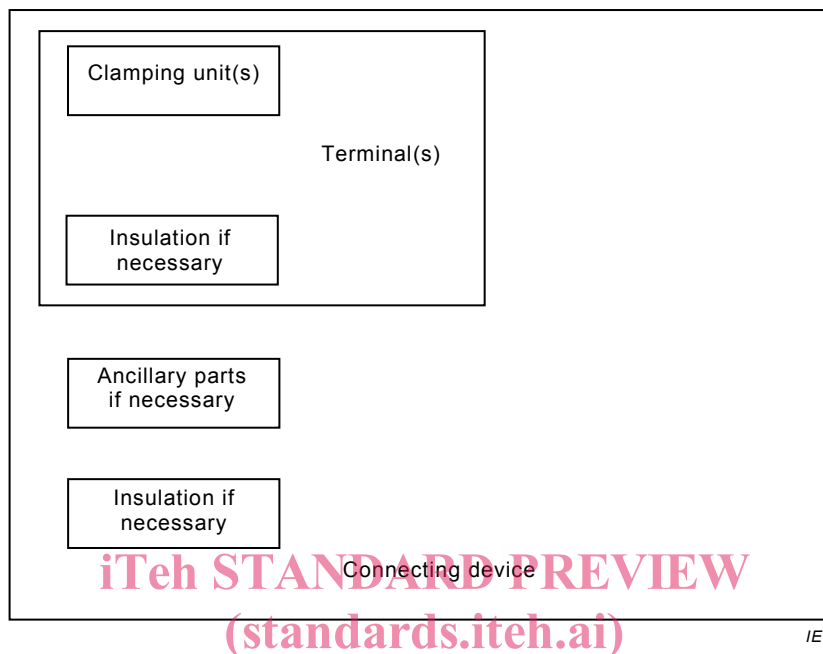 Clamping unit(s)
Terminal(s)
Insulation if
necessary
Ancillary parts
if necessary
Insulation if
necessary
Connecting device
iTeh STANDARD PREVIEW
(standards.iteh.ai)
IE